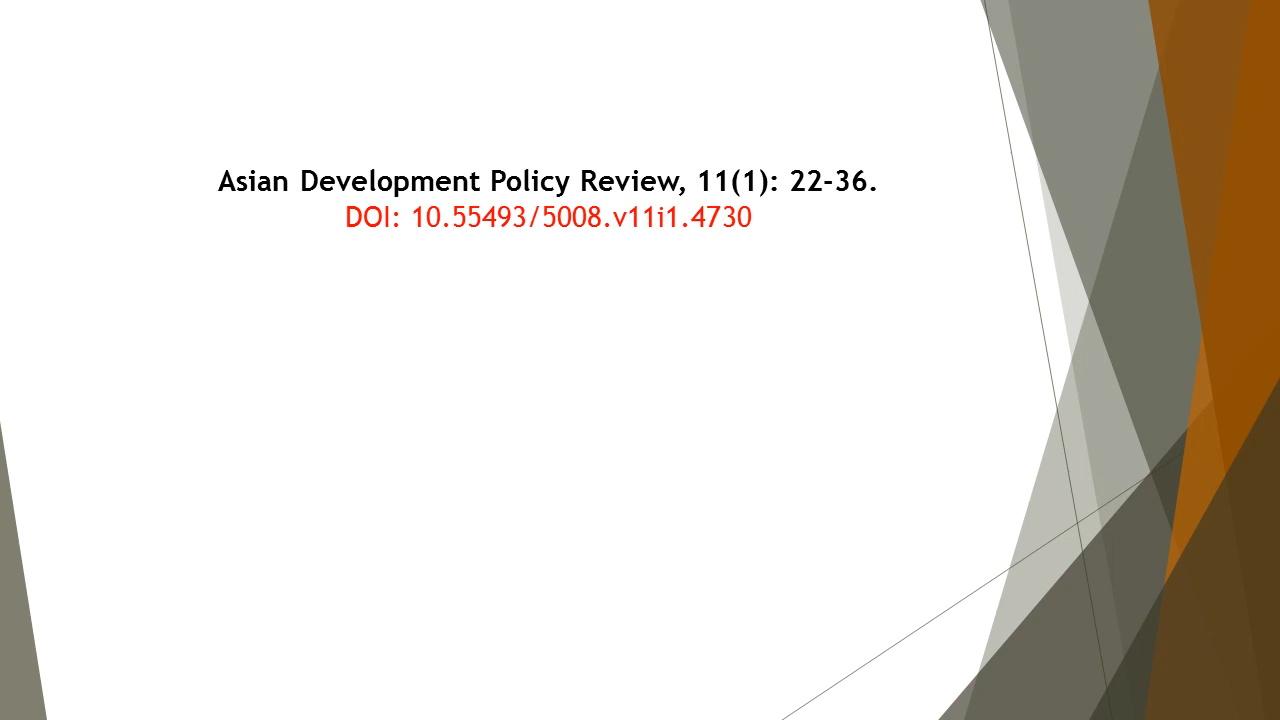 Asian Development Policy Review, 11(1): 22-36.
DOI: 10.55493/5008.v11i1.4730